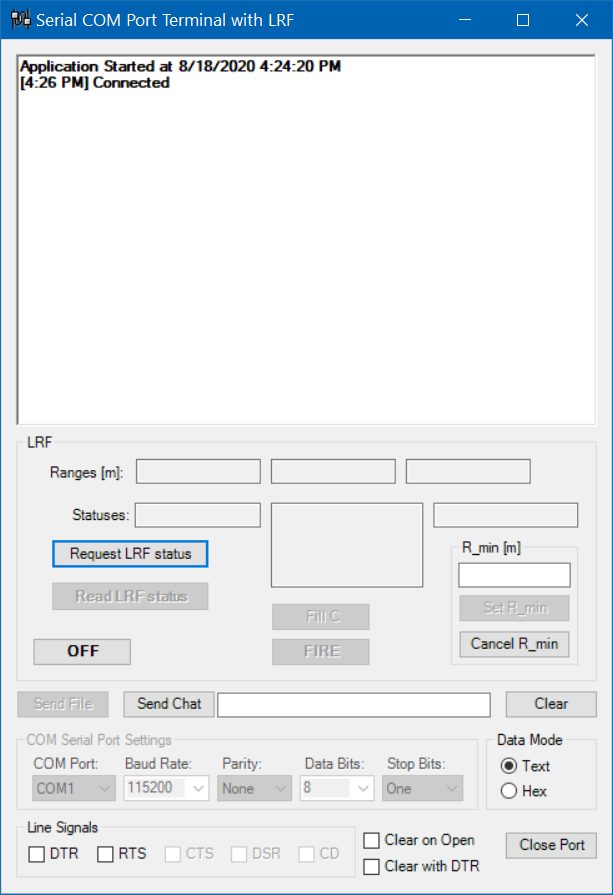 Serial COM Port Terminal with LRF
Application Started at 8/18/2020 4:24:20 PM
[4:26 PM] Connected
LRF
Ranges [m]:
Statuses:
Request LRF status
R_min [m]
Read LRF status
Fill C
Set R_min
OFF
FIRE
Cancel R_min
Send File
Send Chat
Clear
COM Serial Port Settings
Data Mode
COM Port: Baud Rate: Parity: Data Bits: Stop Bits:
Text
COM1 115200 None 8 One
Hex
Line Signals
Clear on Open
Close Port
DTR RTS CTS DSR CD
Clear with DTR